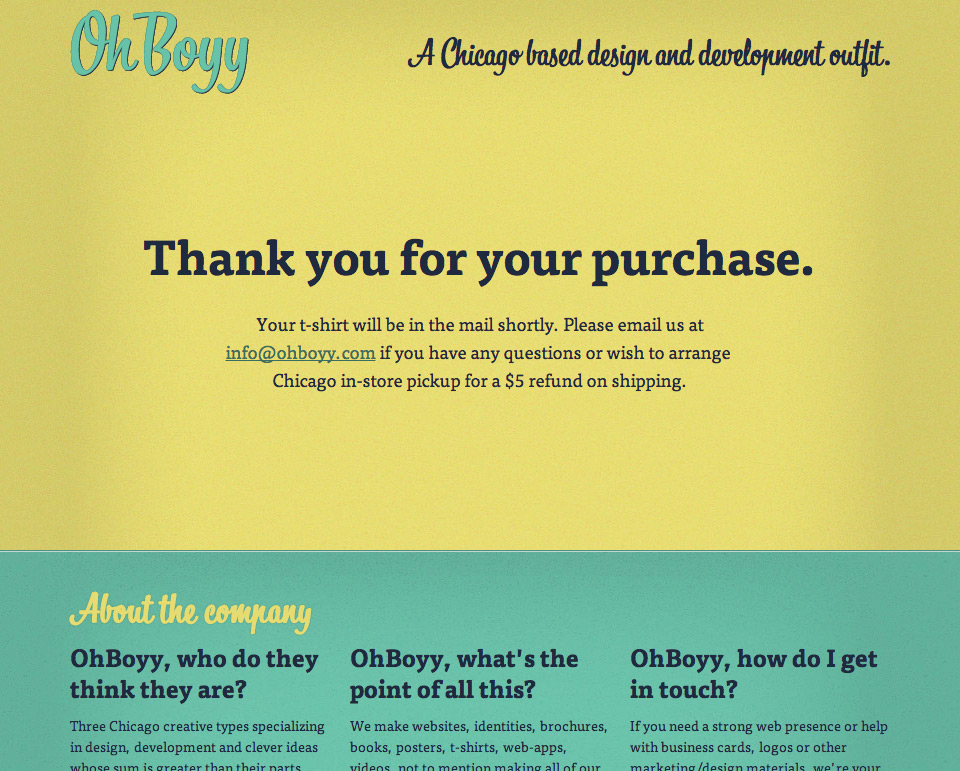 OhBoyy
A Chicago based design and development outfit.
Thank you for your purchase.
Your t-shirt will be in the mail shortly. Please email us at
info@ohboyy.com if you have any questions or wish to arrange
Chicago in-store pickup for a $5 refund on shipping.
About the company
OhBoyy, who do they
think they are?
Three Chicago creative types specializing
in design, development and clever ideas
whose sum is greater than their parts
OhBoyy, what's the
point of all this?
We make websites, identities, brochures,
books, posters, t-shirts, web-apps,
videos, not to mention making all of our
OhBoyy, how do I get
in touch?
If you need a strong web presence or help
with business cards, logos or other
marketing/design materials, we're your